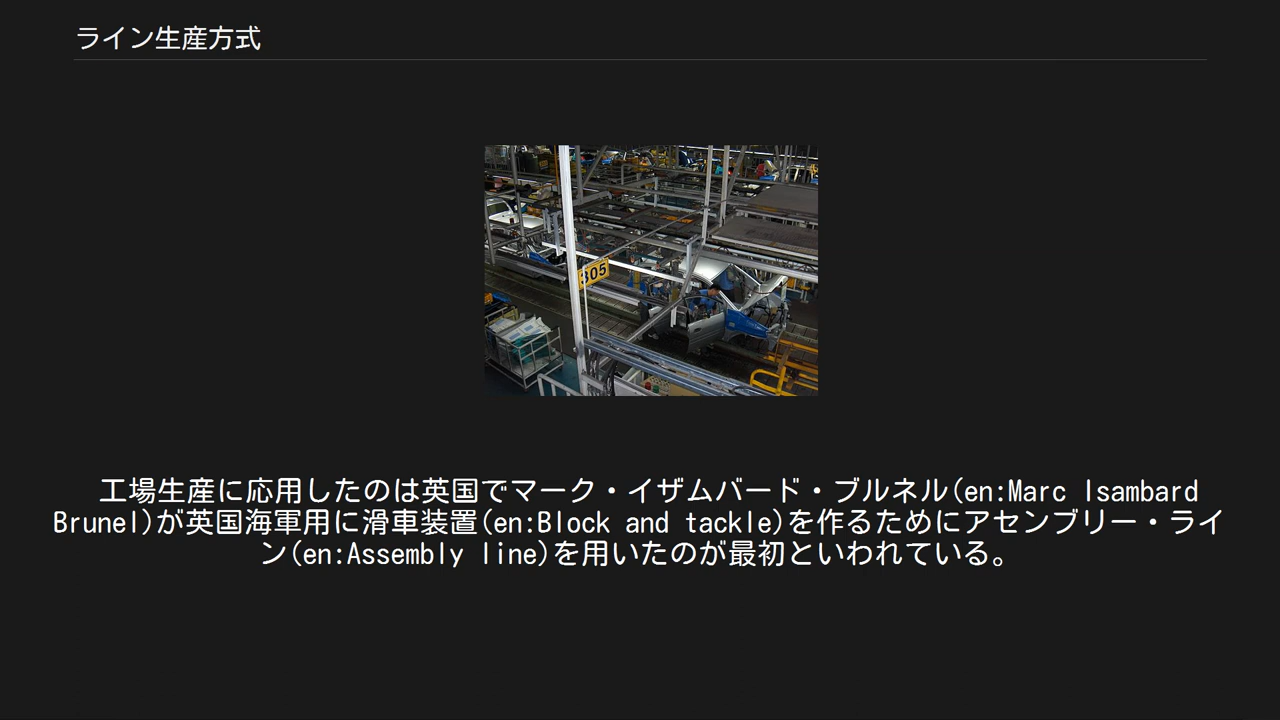 ライン生産方式
305
工場生産に応用したのは英国でマーク・イザムバード・ブルネル(en:Marc Isambard
Brunel)が英国海軍用に滑車装置(en:Block and tackle)を作るためにアセンブリー・ライ
ン(en:Assembly line)を用いたのが最初といわれている。